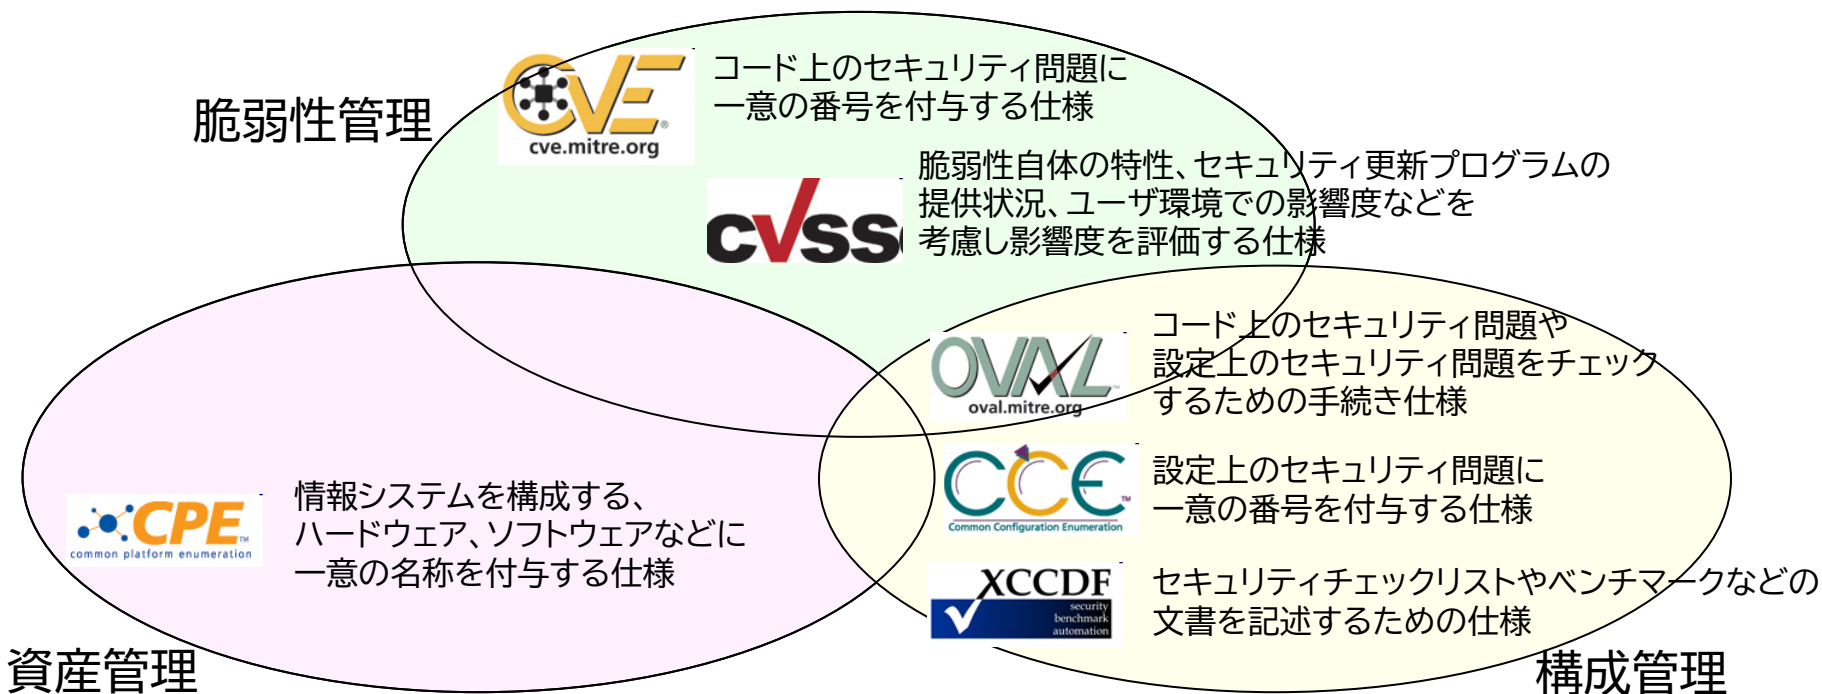 脆弱性管理
CVE
®
cve.mitre.org
コード上のセキュリティ問題に
一意の番号を付与する仕様
CVSS
脆弱性自体の特性、セキュリティ更新プログラムの
提供状況、ユーザ環境での影響度などを
考慮し影響度を評価する仕様
OVAL
TM
oval.mitre.org
コード上のセキュリティ問題や
設定上のセキュリティ問題をチェック
するための手続き仕様
CCE
TM
Common Configuration Enumeration
設定上のセキュリティ問題に
一意の番号を付与する仕様
CPE
TM
common platform enumeration
情報システムを構成する、
ハードウェア、ソフトウェアなどに
一意の名称を付与する仕様
XCCDF
security
benchmark
automation
セキュリティチェックリストやベンチマークなどの
文書を記述するための仕様
資産管理
構成管理